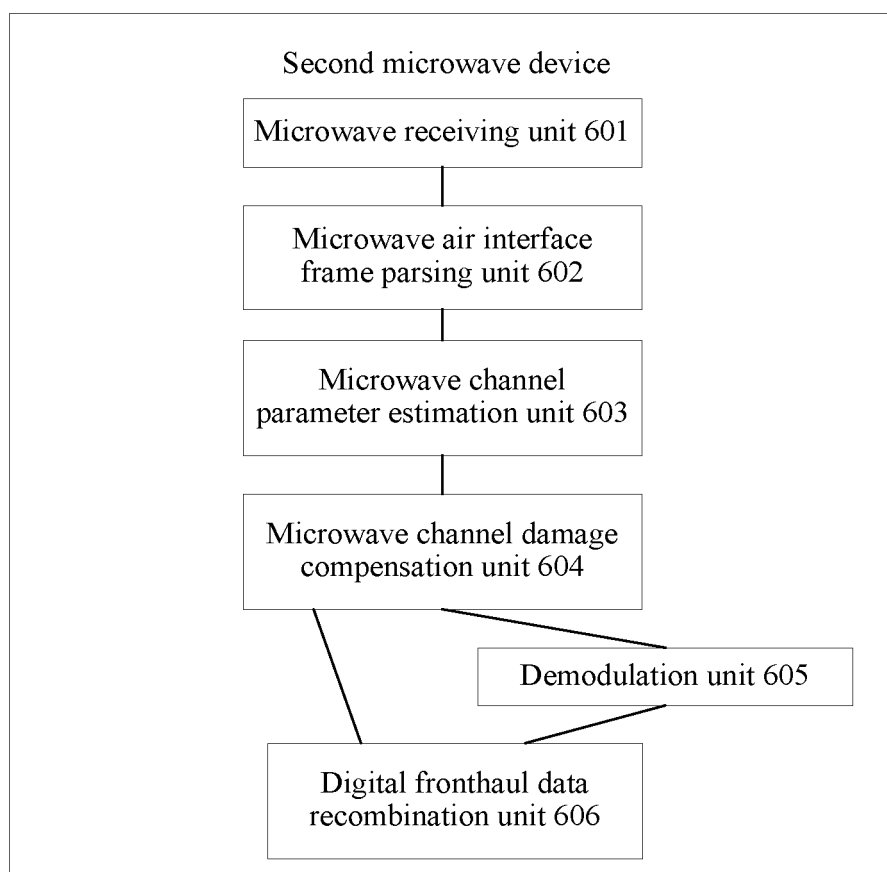 Second microwave device
Microwave receiving unit 601
Microwave air interface
frame parsing unit 602
Microwave channel
parameter estimation unit 603
Microwave channel damage
compensation unit 604
Demodulation unit 605
Digital fronthaul data
recombination unit 606